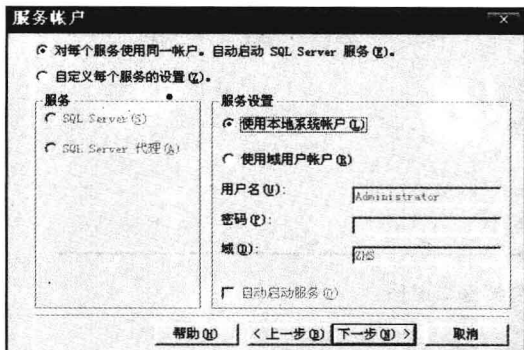 服务帐户
对每个服务使用同一帐户。自动启动 SQL Server 服务(E)。
自定义每个服务的设置(Z)。
服务
SQL Server(S)
SQL Server 代理(A)
服务设置
使用本地系统帐户(L)
使用域用户帐户(R)
用户名(U):
Administrator
密码(P):
域(D):
ZHS
自动启动服务(O)
帮助(H)
< 上一步(B)
下一步(N) >
取消